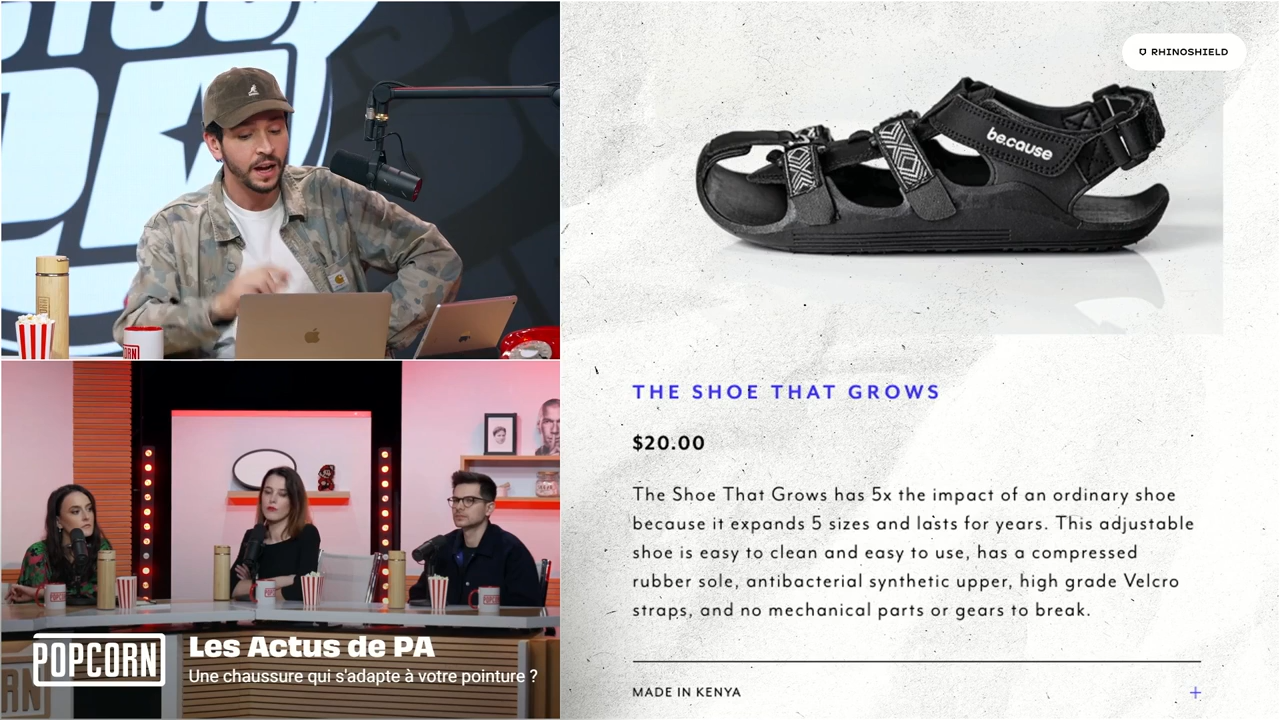 RHINOSHIELD
be.cause
THE SHOE THAT GROWS
$20.00
The Shoe That Grows has 5x the impact of an ordinary shoe
because it expands 5 sizes and lasts for years. This adjustable
shoe is easy to clean and easy to use, has a compressed
rubber sole, antibacterial synthetic upper, high grade Velcro
straps, and no mechanical parts or gears to break.
MADE IN KENYA
+
POPCORN
Les Actus de PA
Une chaussure qui s'adapte à votre pointure ?